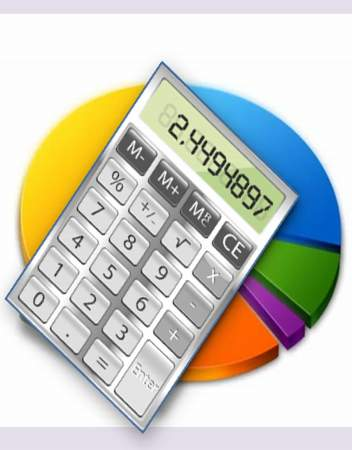 2.4494897
M- M+ MR CE
% +/- √ ×
7 8 9 -
4 5 6 +
1 2 3 Enter
0 . =